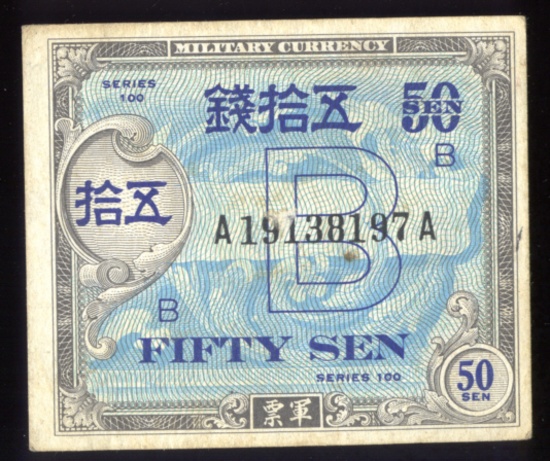 MILITARY CURRENCY
SERIES
100
錢拾五
50
SEN
B
拾五
B
A19138197A
B
FIFTY SEN
SERIES 100
50
SEN
票軍